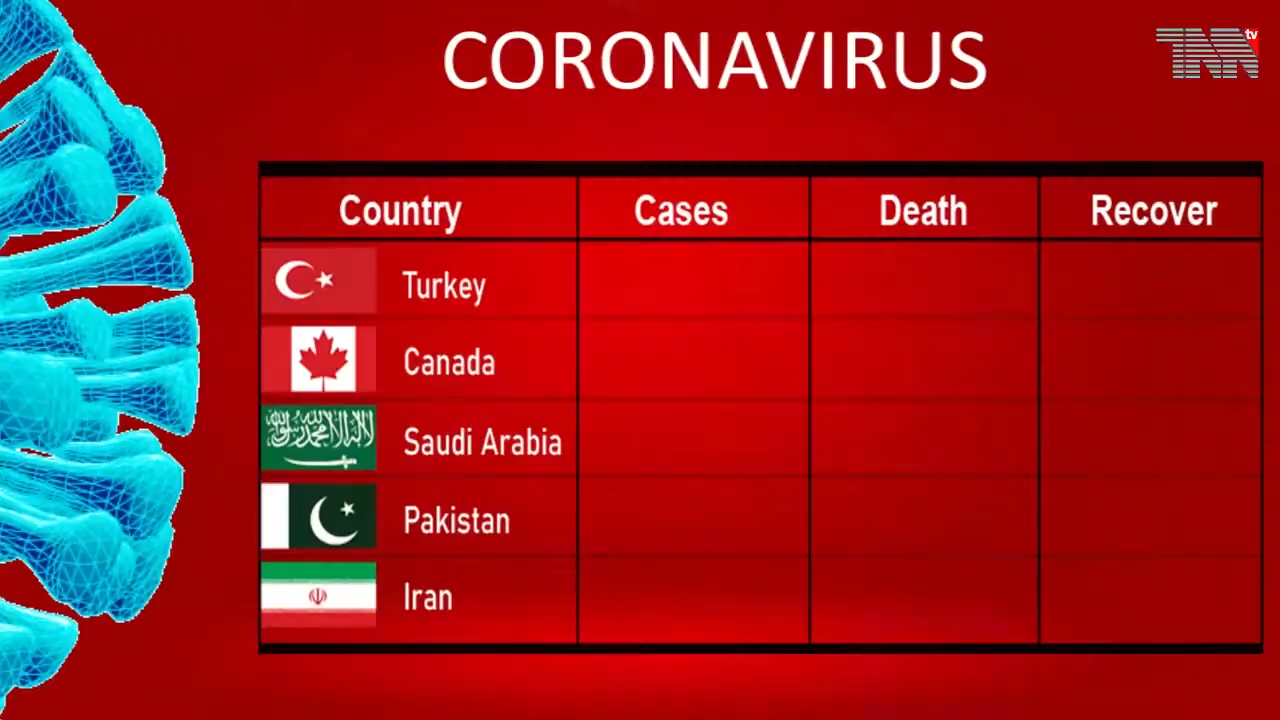 CORONAVIRUS
TNN tv
Country Cases Death Recover
Turkey
Canada
Saudi Arabia
Pakistan
Iran